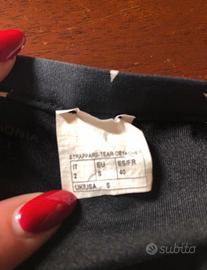 STRAPPARE-TEAR OFF
IT EU ES/FR
2 S 40
UK/USA S
subito